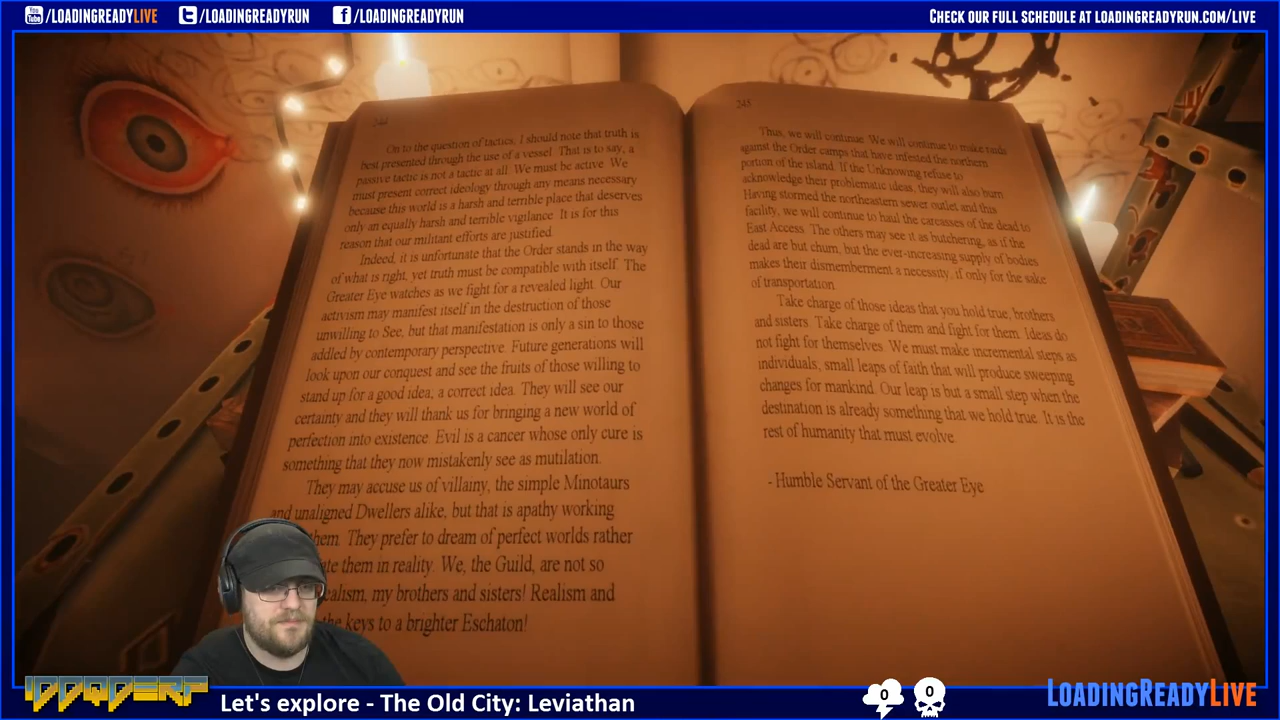 You Tube /LOADINGREADYLIVE
/LOADINGREADYRUN
/LOADINGREADYRUN
CHECK OUR FULL SCHEDULE AT LOADINGREADYRUN.COM/LIVE
On to the question of tactics, I should note that truth is
best presented through the use of a vessel. That is to say, a
passive tactic is not a tactic at all. We must be active. We
must present correct ideology through any means necessary
because this world is a harsh and terrible place that deserves
only an equally harsh and terrible vigilance. It is for this
reason that our militant efforts are justified.
Indeed, it is unfortunate that the Order stands in the way
of what is right, yet truth must be compatible with itself. The
Greater Eye watches as we fight for a revealed light. Our
activism may manifest itself in the destruction of those
unwilling to See, but that manifestation is only a sin to those
addled by contemporary perspective. Future generations will
look upon our conquest and see the fruits of those willing to
stand up for a good idea, a correct idea. They will see our
certainty and they will thank us for bringing a new world of
perfection into existence. Evil is a cancer whose only cure is
something that they now mistakenly see as mutilation.
They may accuse us of villainy, the simple Minotaurs
and unaligned Dwellers alike, but that is apathy working
them. They prefer to dream of perfect worlds rather
ate them in reality. We, the Guild, are not so
ealism, my brothers and sisters! Realism and
the keys to a brighter Eschaton!
245
Thus, we will continue. We will continue to make raids
against the Order camps that have infested the northern
portion of the island. If the Unknowing refuse to
acknowledge their problematic ideas, they will also burn.
Having stormed the northeastern sewer outlet and this
facility, we will continue to haul the carcasses of the dead to
East Access. The others may see it as butchering, as if the
dead are but chum, but the ever-increasing supply of bodies
makes their dismemberment a necessity, if only for the sake
of transportation.
Take charge of those ideas that you hold true, brothers
and sisters. Take charge of them and fight for them. Ideas do
not fight for themselves. We must make incremental steps as
individuals, small leaps of faith that will produce sweeping
changes for mankind. Our leap is but a small step when the
destination is already something that we hold true. It is the
rest of humanity that must evolve.
- Humble Servant of the Greater Eye
IDDQDERP
Let's explore - The Old City: Leviathan
0
0
LOADINGREADYLIVE